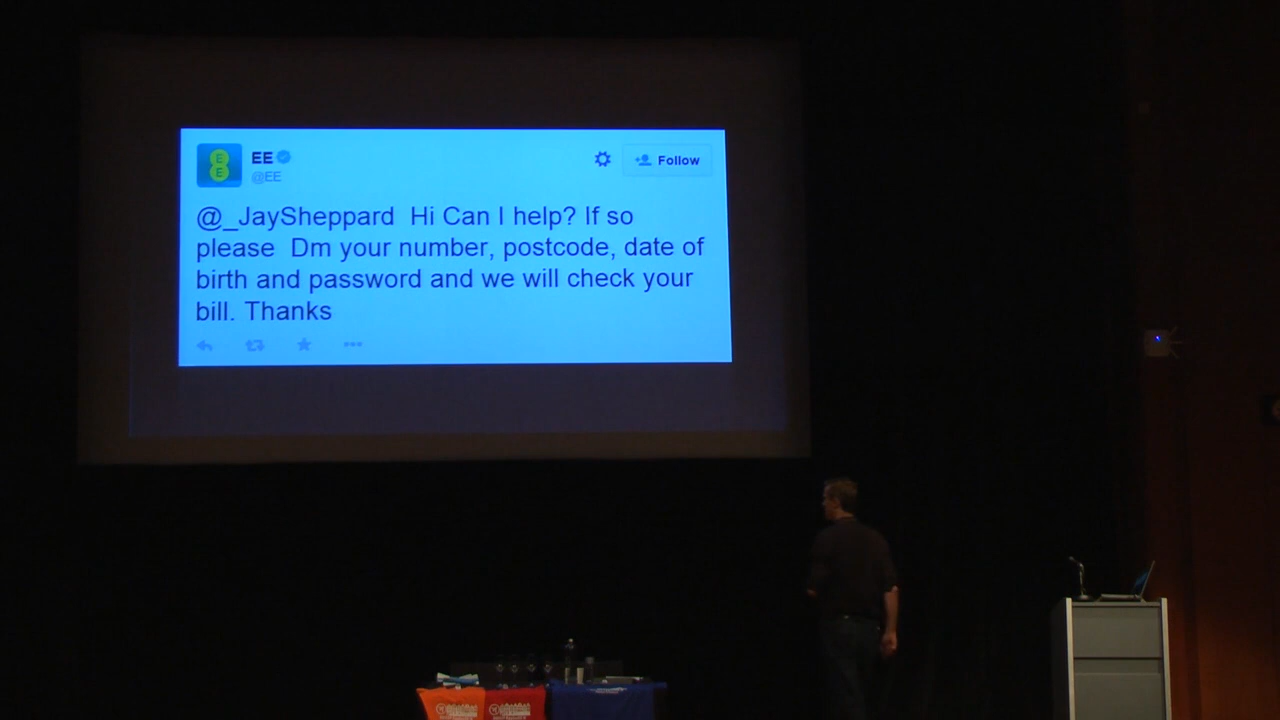 E
E
EE
@EE
Follow
@_JaySheppard Hi Can I help? If so
please Dm your number, postcode, date of
birth and password and we will check your
bill. Thanks